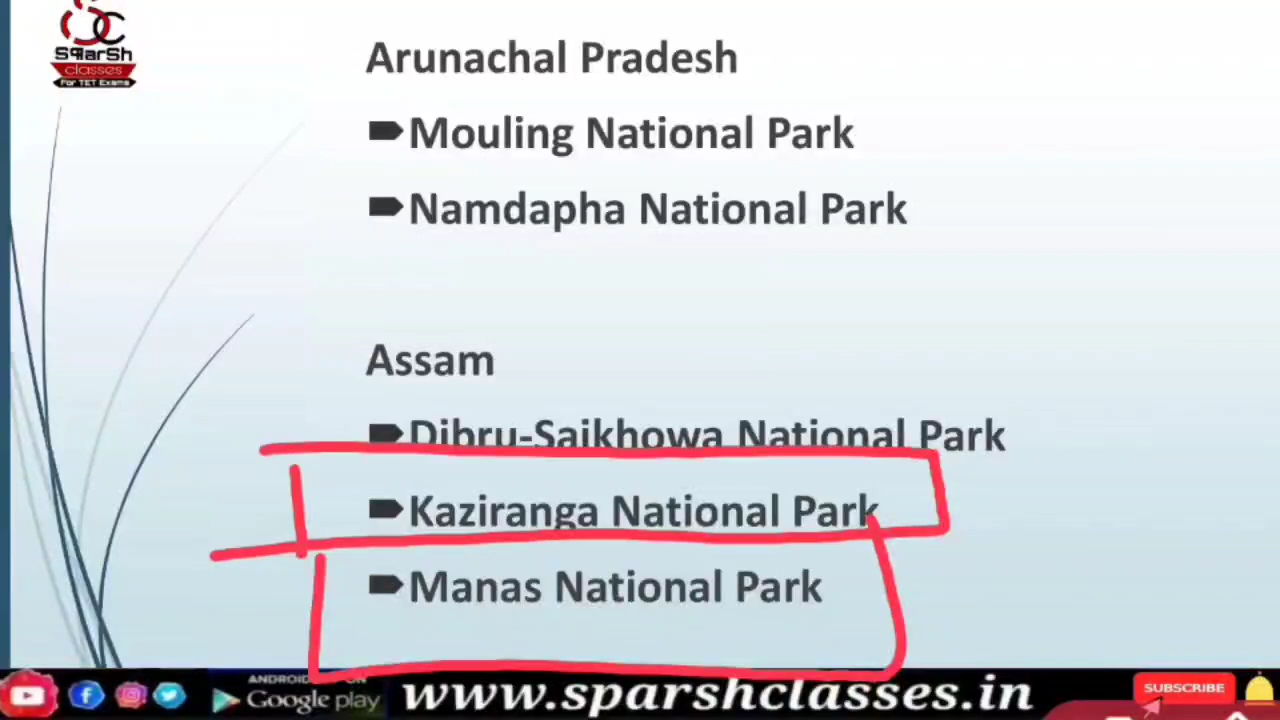 SPARSh
classes
For TET Exams
Arunachal Pradesh
Mouling National Park
Namdapha National Park
Assam
Dibru-Saikhowa National Park
Kaziranga National Park
Manas National Park
ANDROID ON
Google play
www.sparshclasses.in
SUBSCRIBE